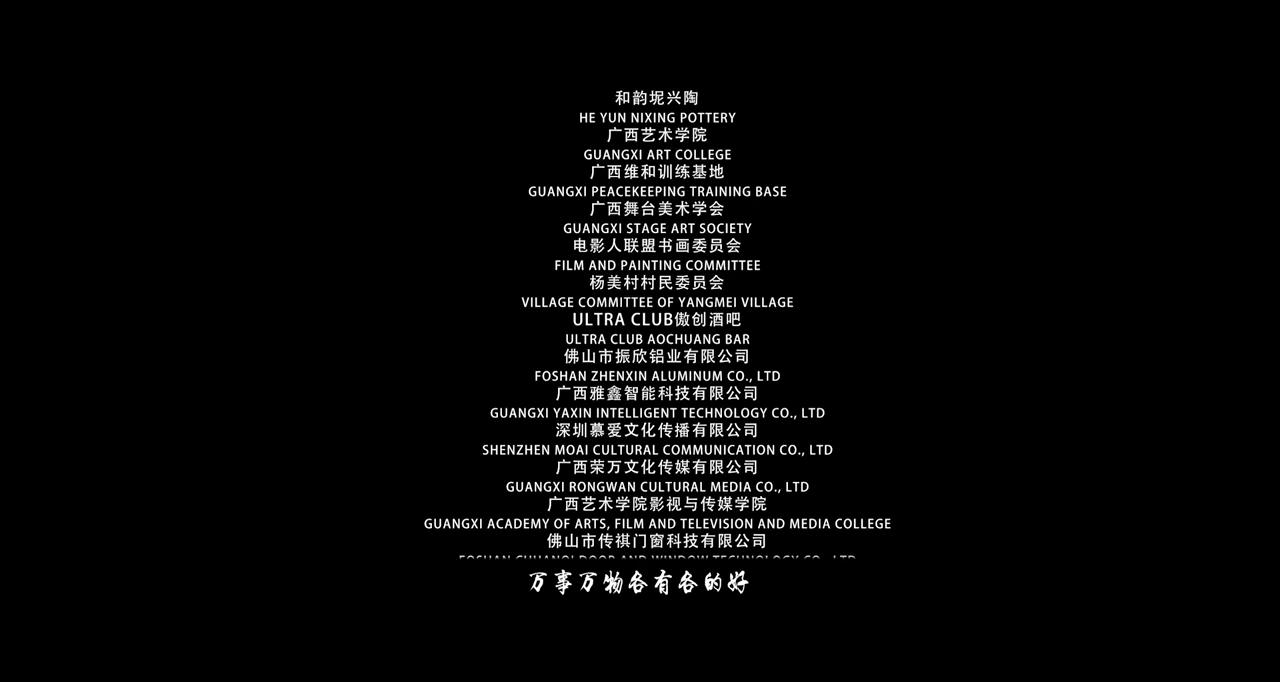 和韵坭兴陶
HE YUN NIXING POTTERY
广西艺术学院
GUANGXI ART COLLEGE
广西维和训练基地
GUANGXI PEACEKEEPING TRAINING BASE
广西舞台美术学会
GUANGXI STAGE ART SOCIETY
电影人联盟书画委员会
FILM AND PAINTING COMMITTEE
杨美村村民委员会
VILLAGE COMMITTEE OF YANGMEI VILLAGE
ULTRA CLUB傲创酒吧
ULTRA CLUB AOCHUANG BAR
佛山市振欣铝业有限公司
FOSHAN ZHENXIN ALUMINUM CO., LTD
广西雅鑫智能科技有限公司
GUANGXI YAXIN INTELLIGENT TECHNOLOGY CO., LTD
深圳慕爱文化传播有限公司
SHENZHEN MOAI CULTURAL COMMUNICATION CO., LTD
广西荣万文化传媒有限公司
GUANGXI RONGWAN CULTURAL MEDIA CO., LTD
广西艺术学院影视与传媒学院
GUANGXI ACADEMY OF ARTS, FILM AND TELEVISION AND MEDIA COLLEGE
佛山市传祺门窗科技有限公司
FOSHAN CHUANQI DOOR AND WINDOW TECHNOLOGY CO., LTD
万事万物各有各的好